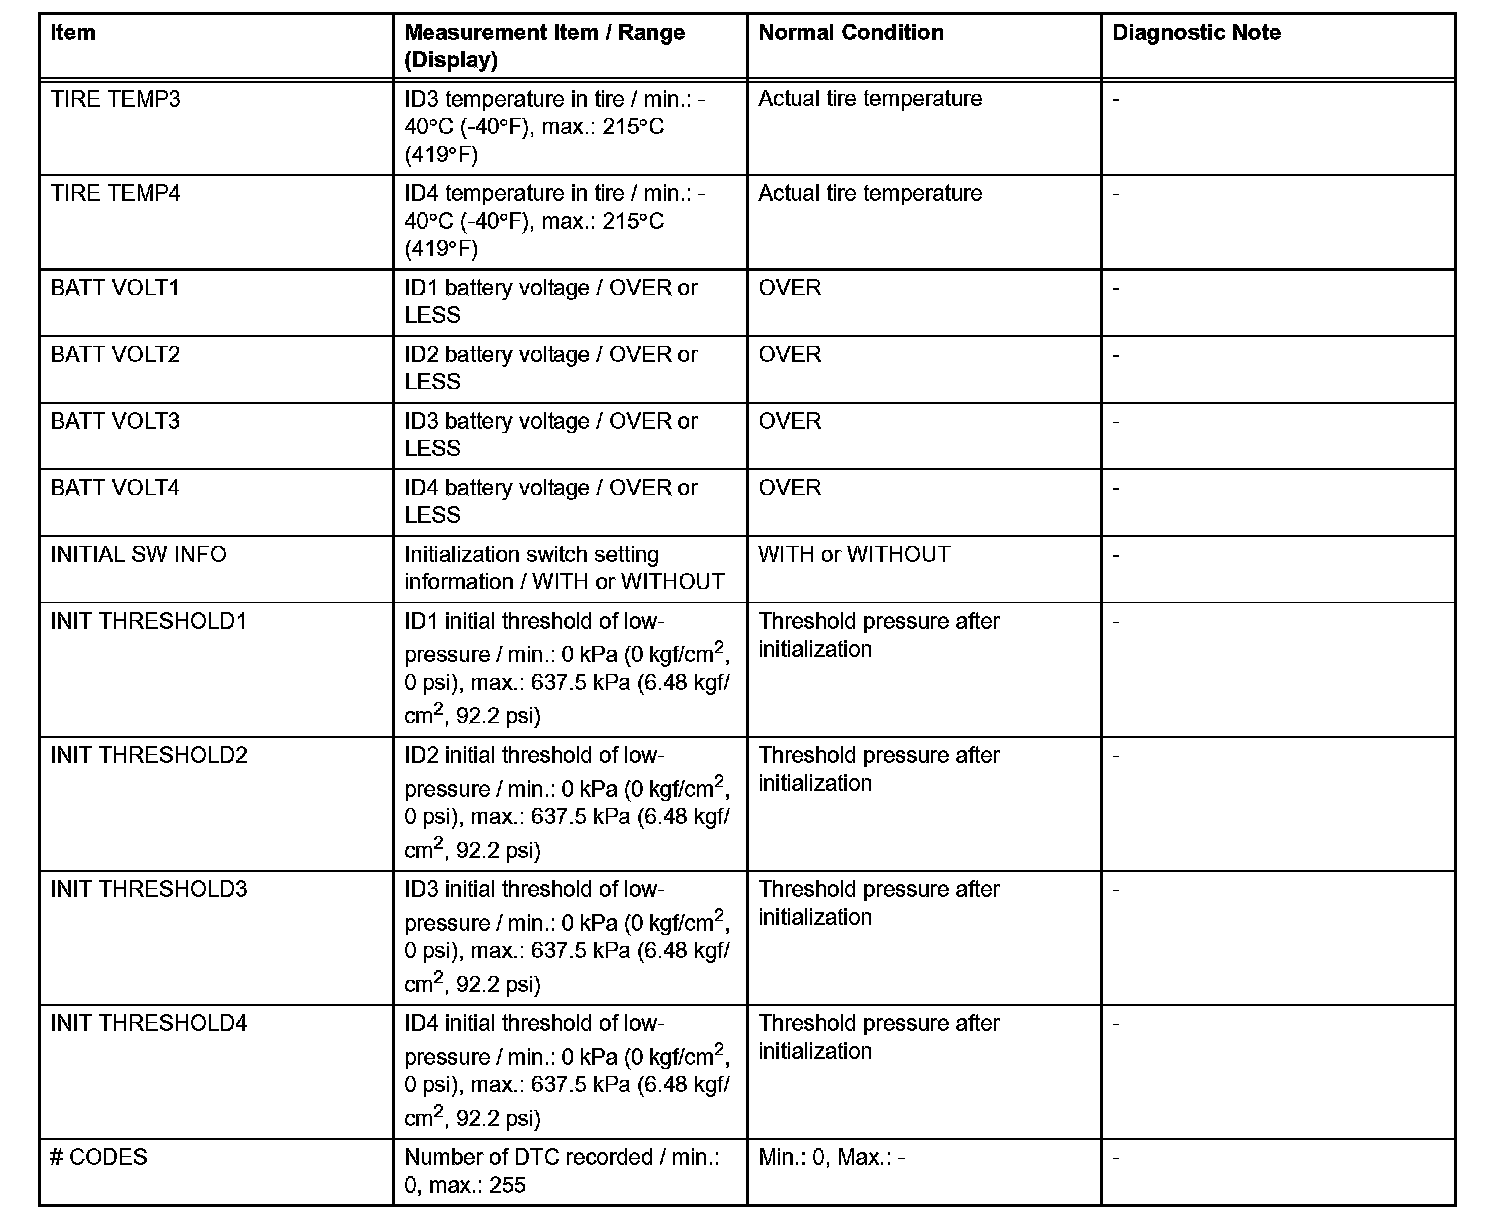 Item
Measurement Item / Range
(Display)
Normal Condition
Diagnostic Note
TIRE TEMP3
ID3 temperature in tire / min.: -
40°C (-40°F), max.: 215°C
(419°F)
Actual tire temperature
-
TIRE TEMP4
ID4 temperature in tire / min.: -
40°C (-40°F), max.: 215°C
(419°F)
Actual tire temperature
-
BATT VOLT1
ID1 battery voltage / OVER or
LESS
OVER
-
BATT VOLT2
ID2 battery voltage / OVER or
LESS
OVER
-
BATT VOLT3
ID3 battery voltage / OVER or
LESS
OVER
-
BATT VOLT4
ID4 battery voltage / OVER or
LESS
OVER
-
INITIAL SW INFO
Initialization switch setting
information / WITH or WITHOUT
WITH or WITHOUT
-
INIT THRESHOLD1
ID1 initial threshold of low-
pressure / min.: 0 kPa (0 kgf/cm², 
0 psi), max.: 637.5 kPa (6.48 kgf/
cm², 92.2 psi)
Threshold pressure after
initialization
-
INIT THRESHOLD2
ID2 initial threshold of low-
pressure / min.: 0 kPa (0 kgf/cm²,
0 psi), max.: 637.5 kPa (6.48 kgf/
cm², 92.2 psi)
Threshold pressure after
initialization
-
INIT THRESHOLD3
ID3 initial threshold of low-
pressure / min.: 0 kPa (0 kgf/cm²,
0 psi), max.: 637.5 kPa (6.48 kgf/
cm², 92.2 psi)
Threshold pressure after
initialization
-
INIT THRESHOLD4
ID4 initial threshold of low-
pressure / min.: 0 kPa (0 kgf/cm²,
0 psi), max.: 637.5 kPa (6.48 kgf/
cm², 92.2 psi)
Threshold pressure after
initialization
-
# CODES
Number of DTC recorded / min.:
0, max.: 255
Min.: 0, Max.: -
-